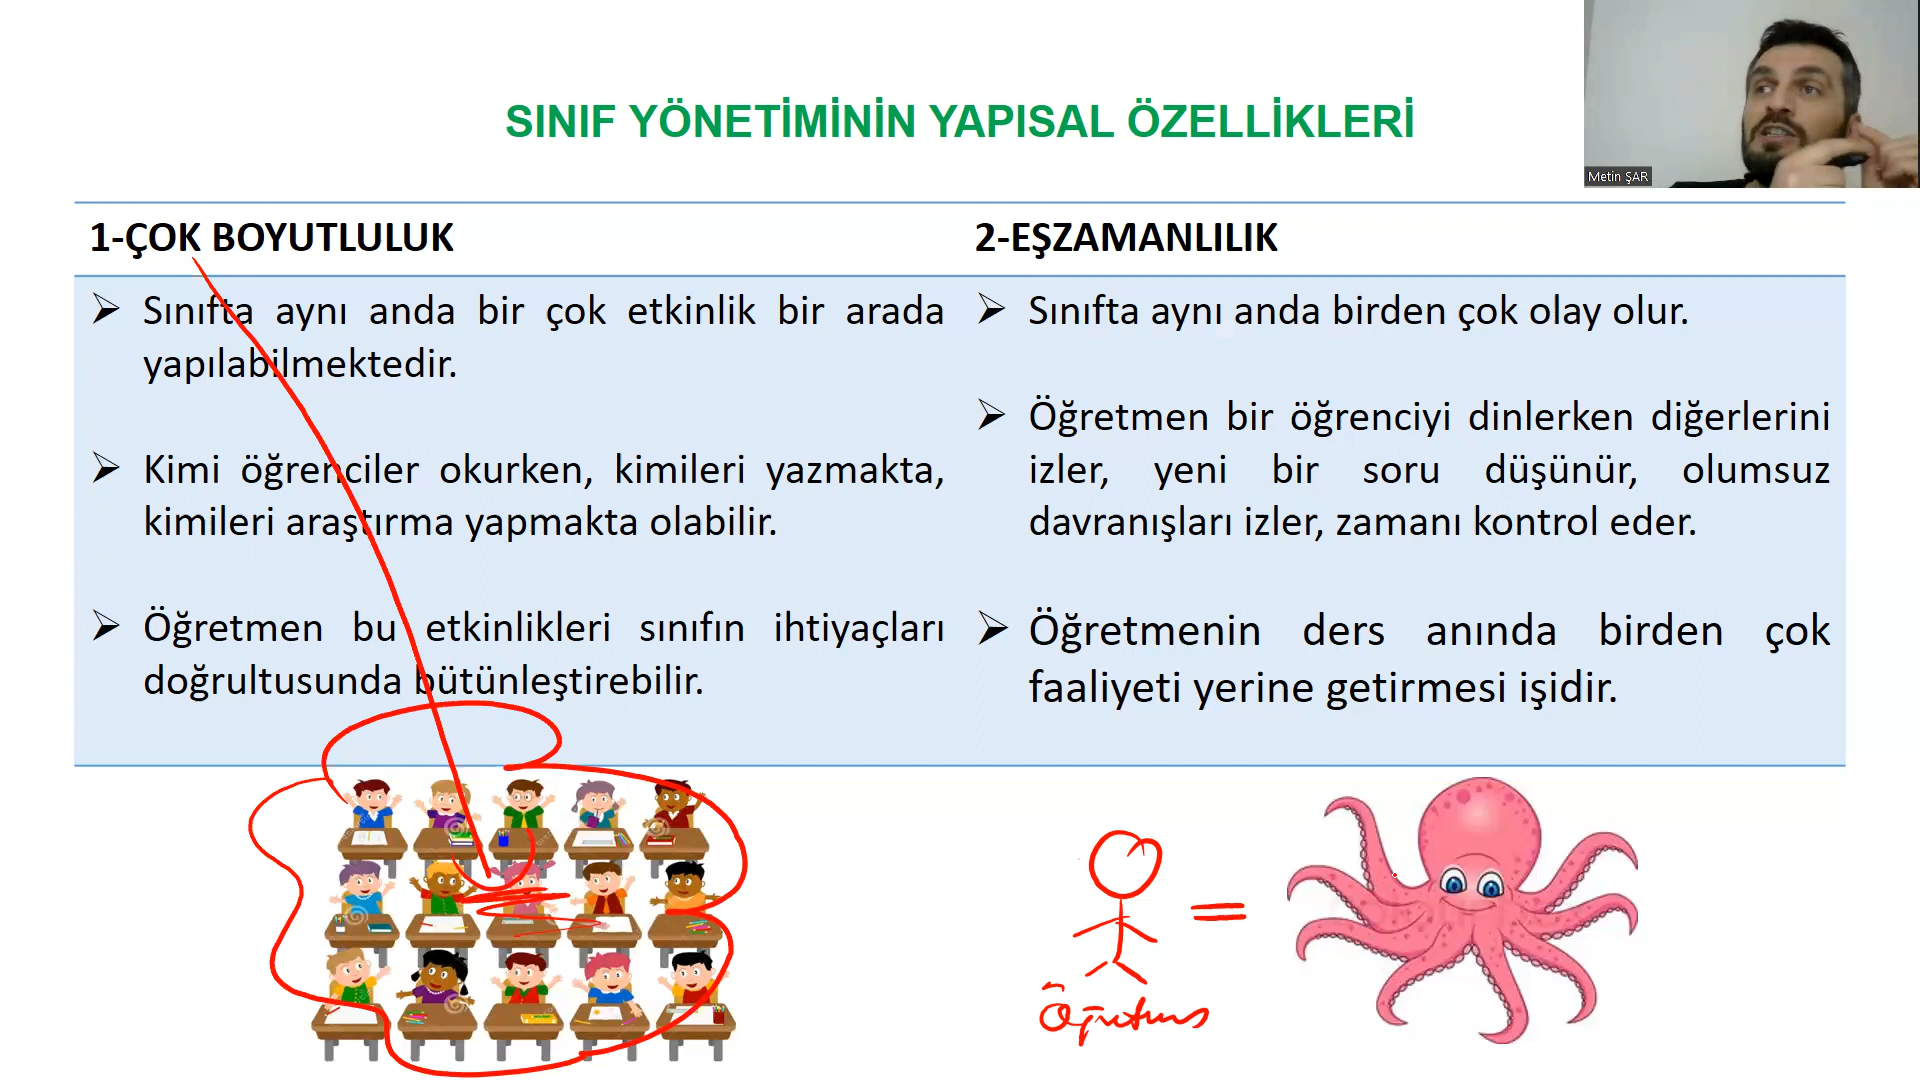 SINIF YÖNETİMİNİN YAPISAL ÖZELLİKLERİ
Metin ŞAR
1-ÇOK BOYUTLULUK
Sınıfta aynı anda bir çok etkinlik bir arada
yapılabilmektedir.
Kimi öğrenciler okurken, kimileri yazmakta,
kimileri araştırma yapmakta olabilir.
Öğretmen bu etkinlikleri sınıfın ihtiyaçları
doğrultusunda bütünleştirebilir.
2-EŞZAMANLILIK
Sınıfta aynı anda birden çok olay olur.
Öğretmen bir öğrenciyi dinlerken diğerlerini
izler, yeni bir soru düşünür, olumsuz
davranışları izler, zamanı kontrol eder.
Öğretmenin ders anında birden çok
faaliyeti yerine getirmesi işidir.
=